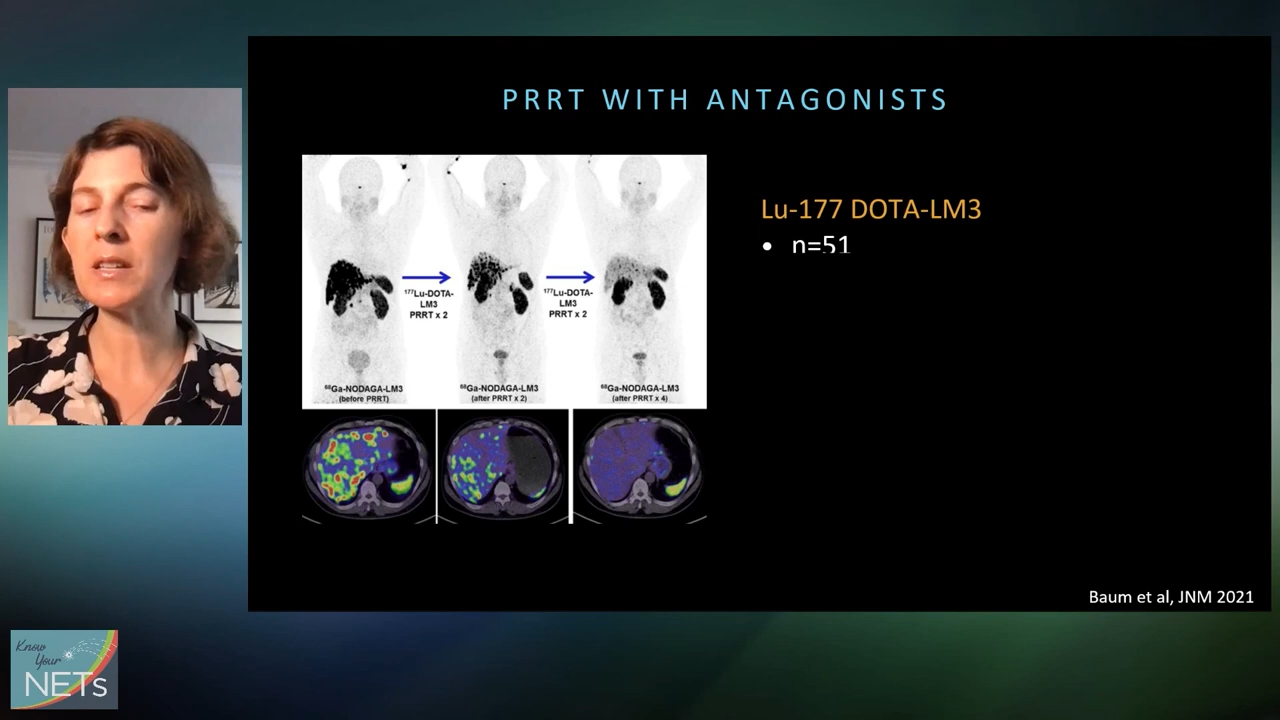 PRRT WITH ANTAGONISTS
Lu-177 DOTA-LM3
• n=51
¹⁷⁷Lu-DOTA-
LM3
PRRT x 2
¹⁷⁷Lu-DOTA-
LM3
PRRT x 2
⁶⁸Ga-NODAGA-LM3
(before PRRT)
⁶⁸Ga-NODAGA-LM3
(after PRRT x 2)
⁶⁸Ga-NODAGA-LM3
(after PRRT x 4)
Baum et al, JNM 2021
Know
Your
NETs